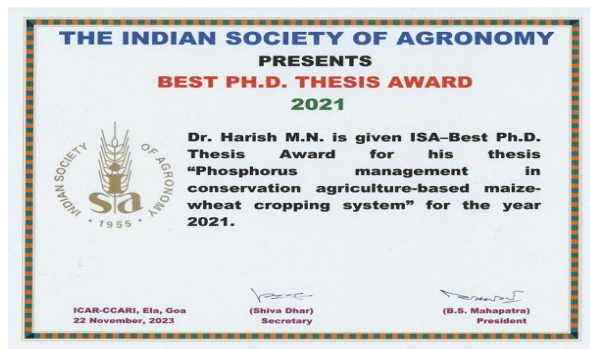 THE INDIAN SOCIETY OF AGRONOMY
PRESENTS
BEST PH.D. THESIS AWARD
2021
INDIAN SOCIETY OF AGRONOMY
isa
• 1955 •
Dr. Harish M.N. is given ISA–Best Ph.D.
Thesis Award for his thesis
“Phosphorus management in
conservation agriculture-based maize-
wheat cropping system” for the year
2021.
ICAR-CCARI, Ela, Goa
22 November, 2023
(Shiva Dhar)
Secretary
(B.S. Mahapatra)
President